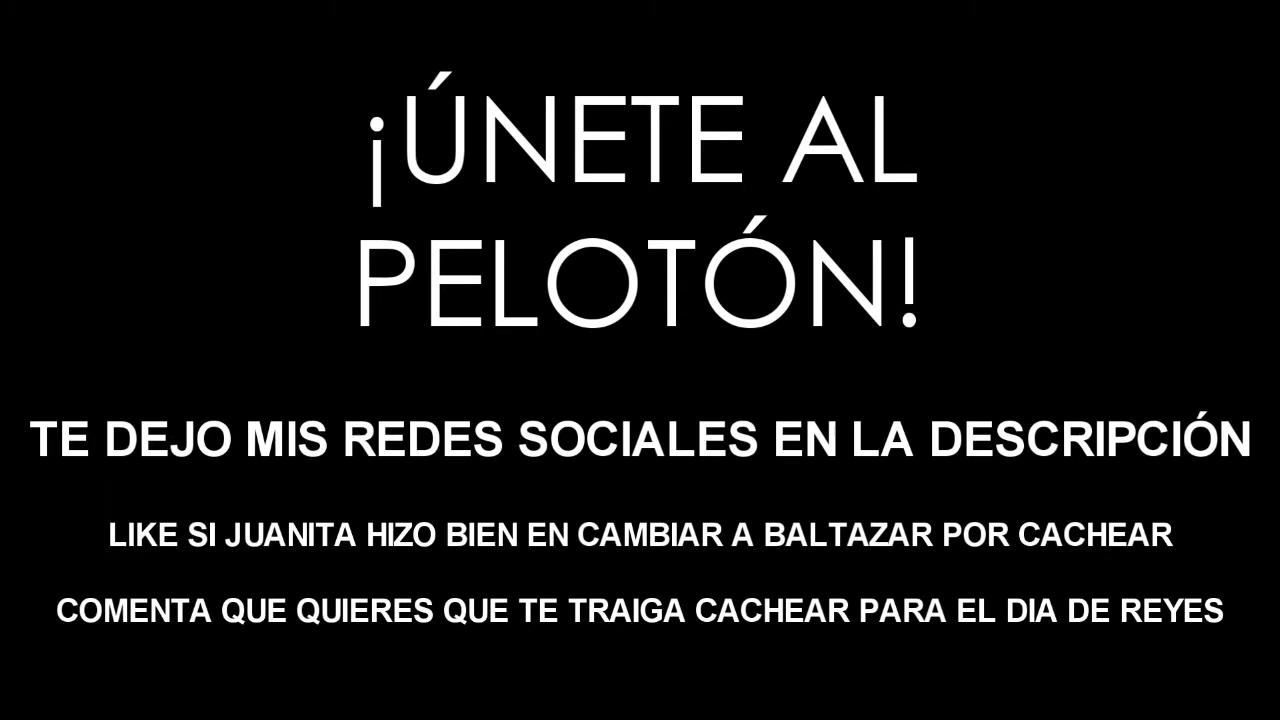 ¡ÚNETE AL
PELOTÓN!
TE DEJO MIS REDES SOCIALES EN LA DESCRIPCIÓN
LIKE SI JUANITA HIZO BIEN EN CAMBIAR A BALTAZAR POR CACHEAR
COMENTA QUE QUIERES QUE TE TRAIGA CACHEAR PARA EL DIA DE REYES